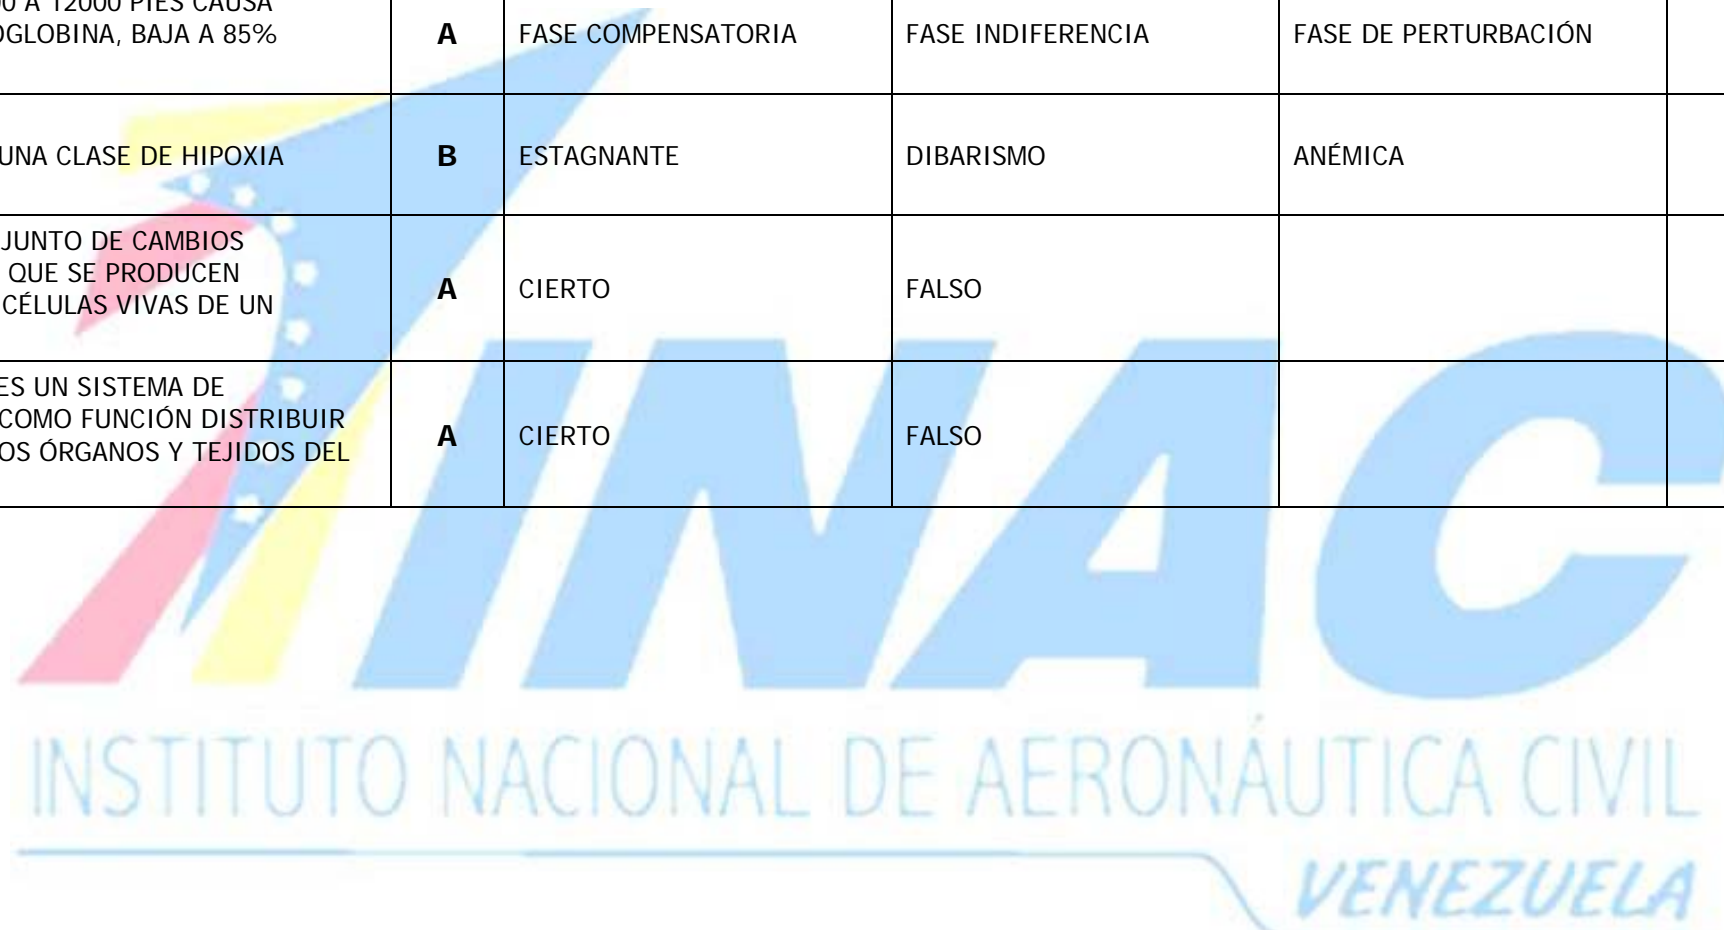 A 12000 PIES CAUSA
OGLOBINA, BAJA A 85%
A
FASE COMPENSATORIA
FASE INDIFERENCIA
FASE DE PERTURBACIÓN
UNA CLASE DE HIPOXIA
B
ESTAGNANTE
DIBARISMO
ANÉMICA
JUNTO DE CAMBIOS
QUE SE PRODUCEN
CÉLULAS VIVAS DE UN
A
CIERTO
FALSO
ES UN SISTEMA DE
COMO FUNCIÓN DISTRIBUIR
OS ÓRGANOS Y TEJIDOS DEL
A
CIERTO
FALSO
INAC
INSTITUTO NACIONAL DE AERONÁUTICA CIVIL
VENEZUELA